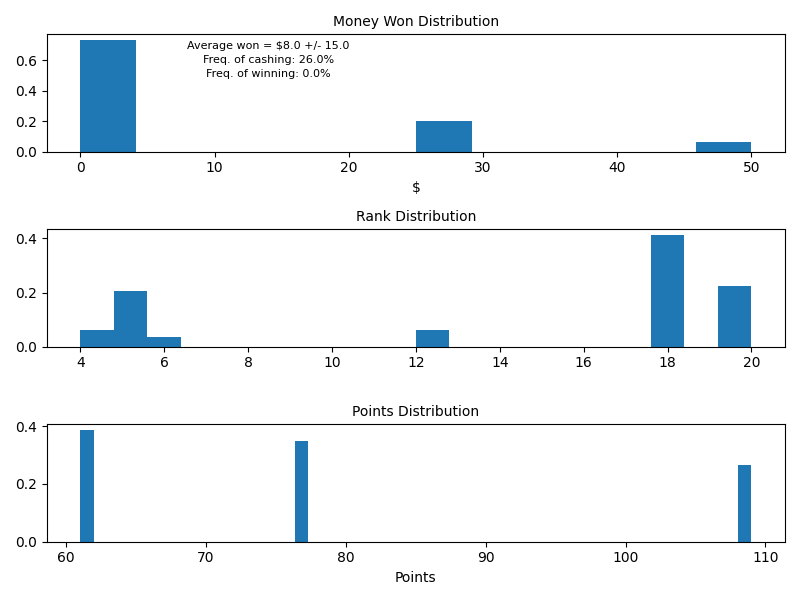 Money Won Distribution
Average won = $8.0 +/- 15.0
Freq. of cashing: 26.0%
Freq. of winning: 0.0%
0.6
0.4
0.2
0.0
0 10 20 30 40 50
$
Rank Distribution
0.4
0.2
0.0
4 6 8 10 12 14 16 18 20
Points Distribution
0.4
0.2
0.0
60 70 80 90 100 110
Points